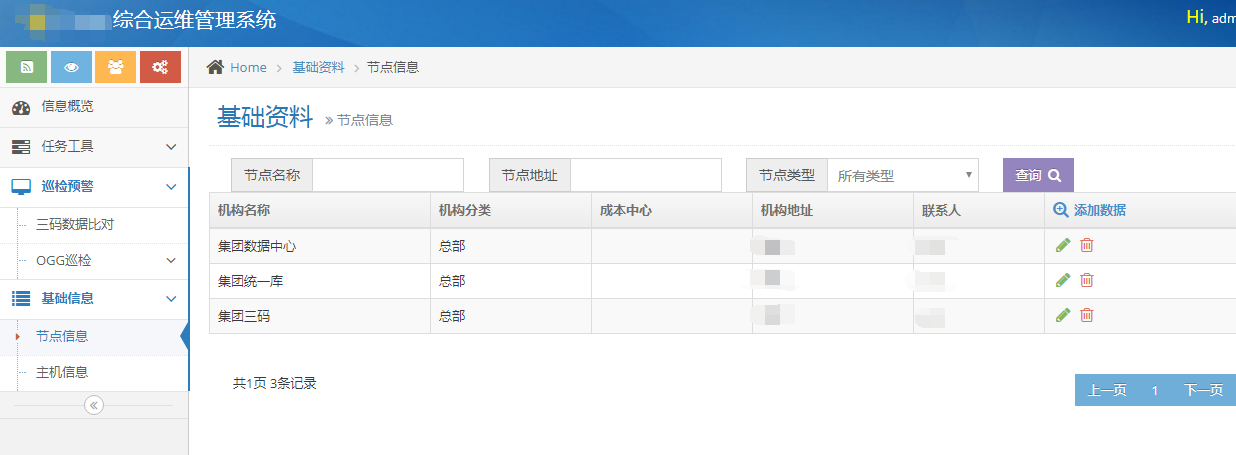 综合运维管理系统
Hi, adm
Home 基础资料 节点信息
信息概览
任务工具
巡检预警
三码数据比对
OGG巡检
基础信息
节点信息
主机信息
基础资料 » 节点信息
节点名称 节点地址 节点类型 所有类型 查询
机构名称 机构分类 成本中心 机构地址 联系人 添加数据
集团数据中心 总部
集团统一库 总部
集团三码 总部
共1页 3条记录
上一页 1 下一页